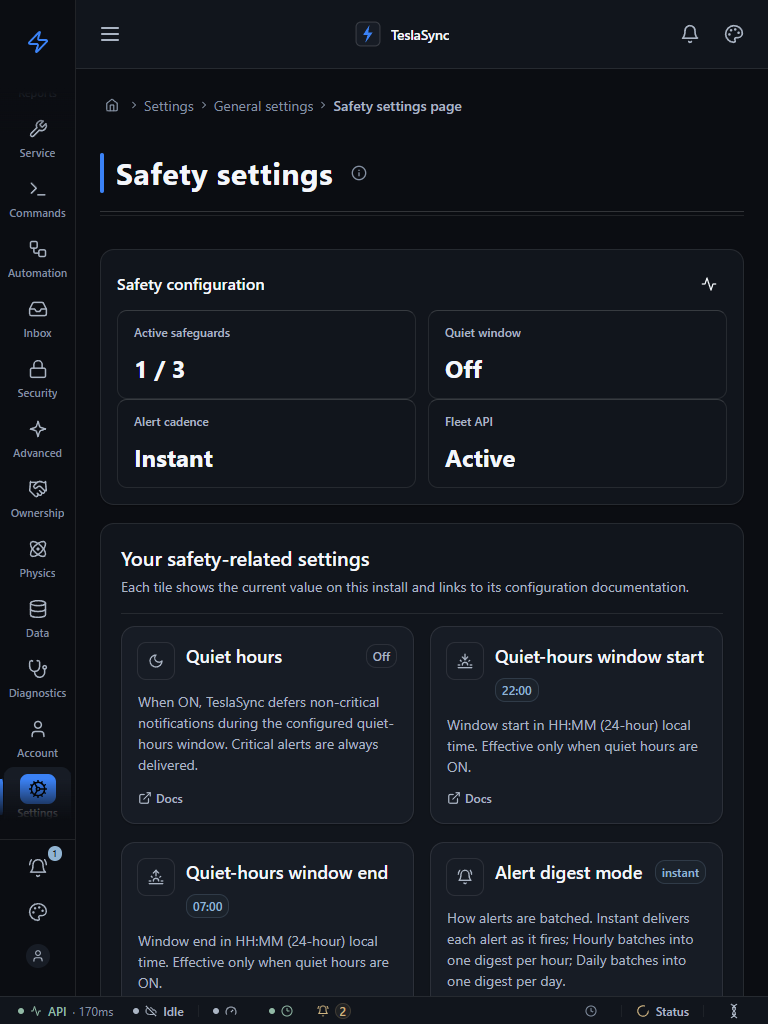 TeslaSync
Reports
Service
Commands
Automation
Inbox
Security
Advanced
Ownership
Physics
Data
Diagnostics
Account
Settings
1
Settings
General settings
Safety settings page
Safety settings
Safety configuration
Active safeguards
1 / 3
Quiet window
Off
Alert cadence
Instant
Fleet API
Active
Your safety-related settings
Each tile shows the current value on this install and links to its configuration documentation.
Quiet hours
Off
When ON, TeslaSync defers non-critical
notifications during the configured quiet-
hours window. Critical alerts are always
delivered.
Docs
Quiet-hours window start
22:00
Window start in HH:MM (24-hour) local
time. Effective only when quiet hours are
ON.
Docs
Quiet-hours window end
07:00
Window end in HH:MM (24-hour) local
time. Effective only when quiet hours are
ON.
Alert digest mode
instant
How alerts are batched. Instant delivers
each alert as it fires; Hourly batches into
one digest per hour; Daily batches into
one digest per day.
API · 170ms
Idle
2
Status